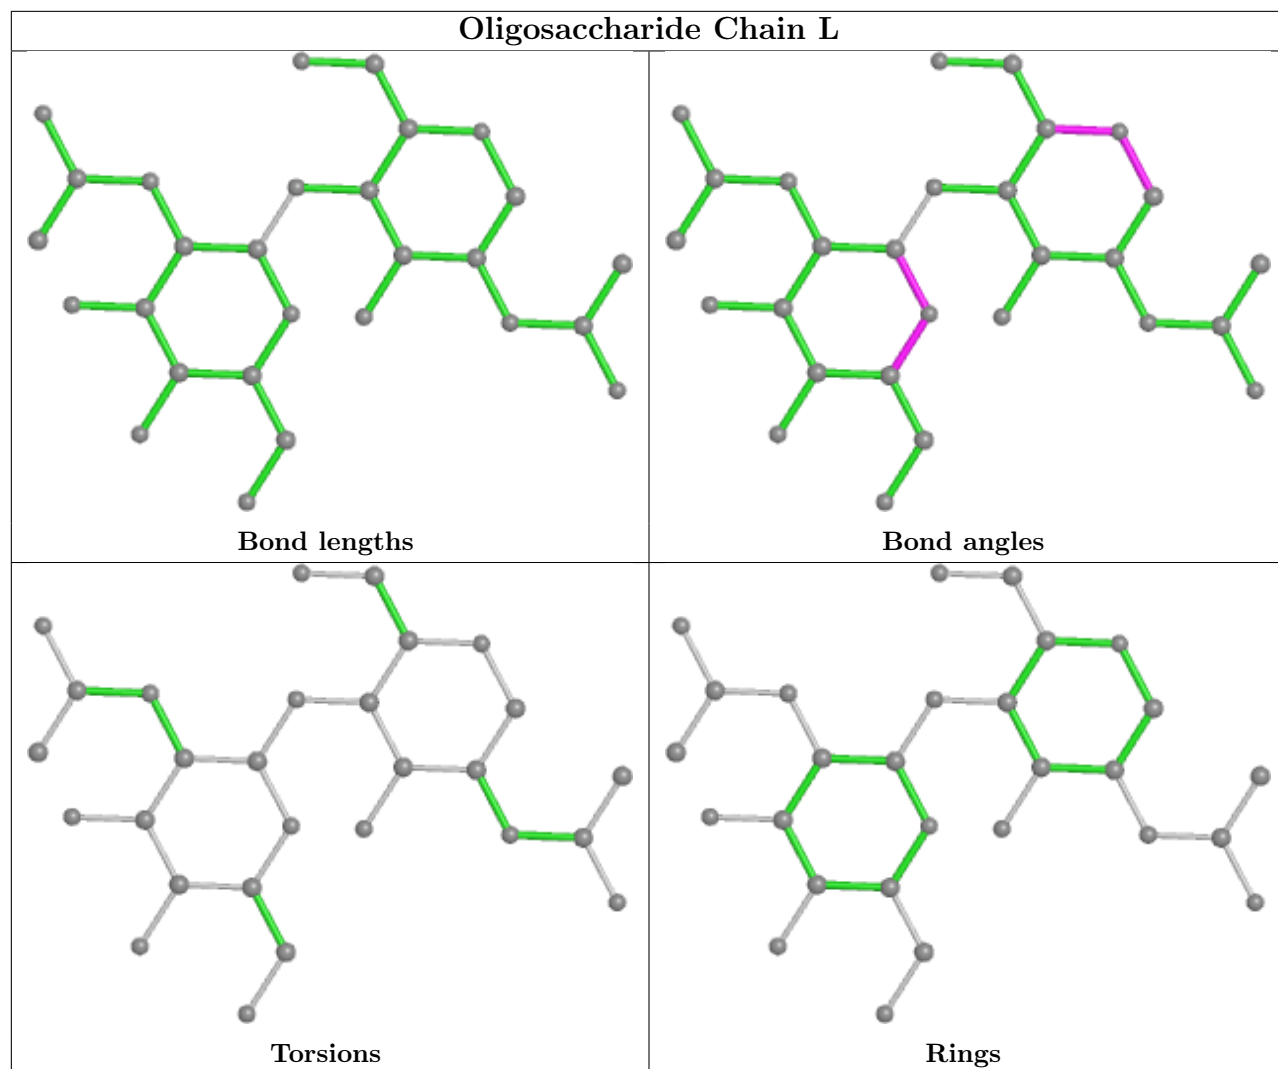 Oligosaccharide Chain L
Bond lengths
Bond angles
Torsions
Rings